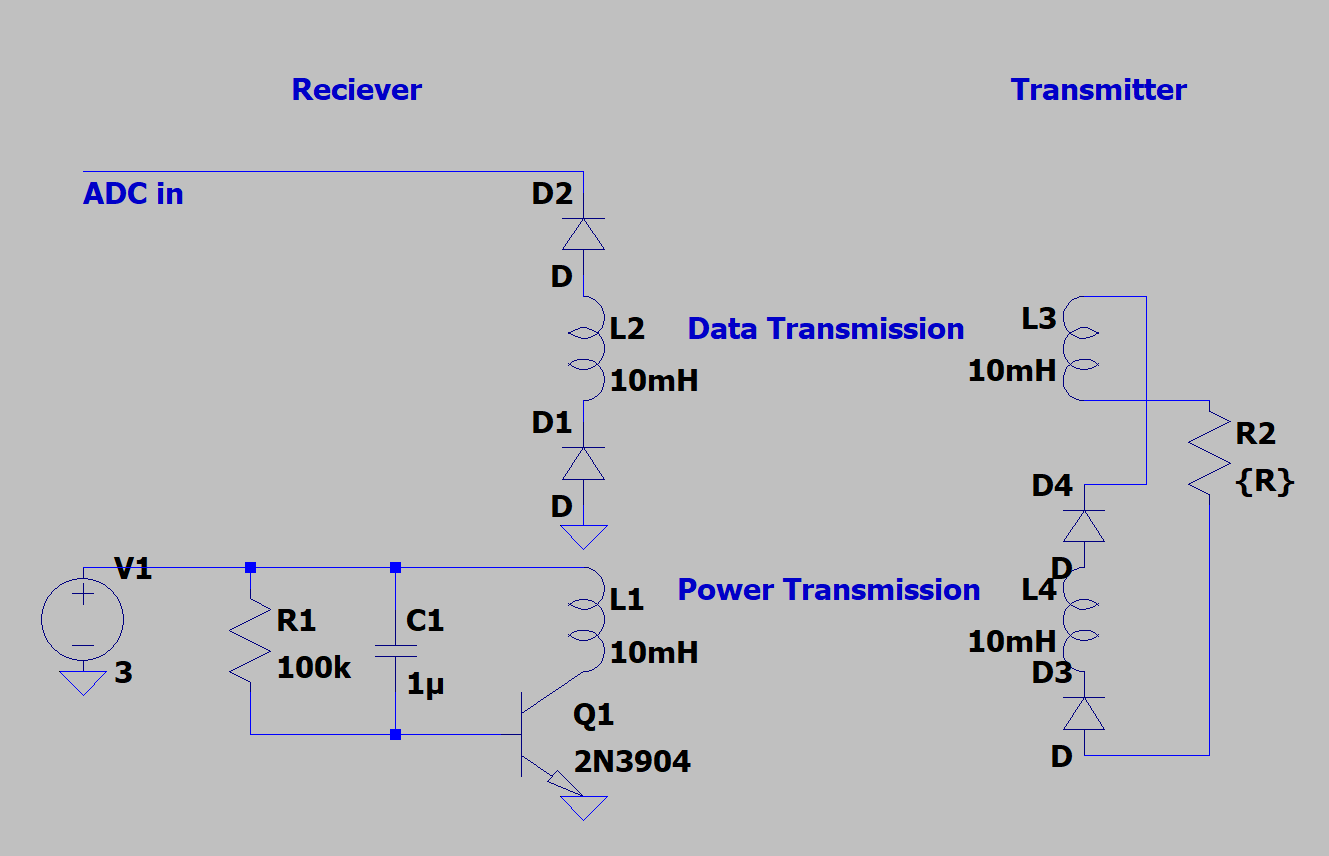 Reciever
Transmitter
ADC in
D2
D
L2
Data Transmission
L3
10mH
10mH
D1
R2
{R}
D4
D
V1
D
L1
Power Transmission
L4
R1
C1
10mH
10mH
100k
3
D3
1µ
Q1
2N3904
D